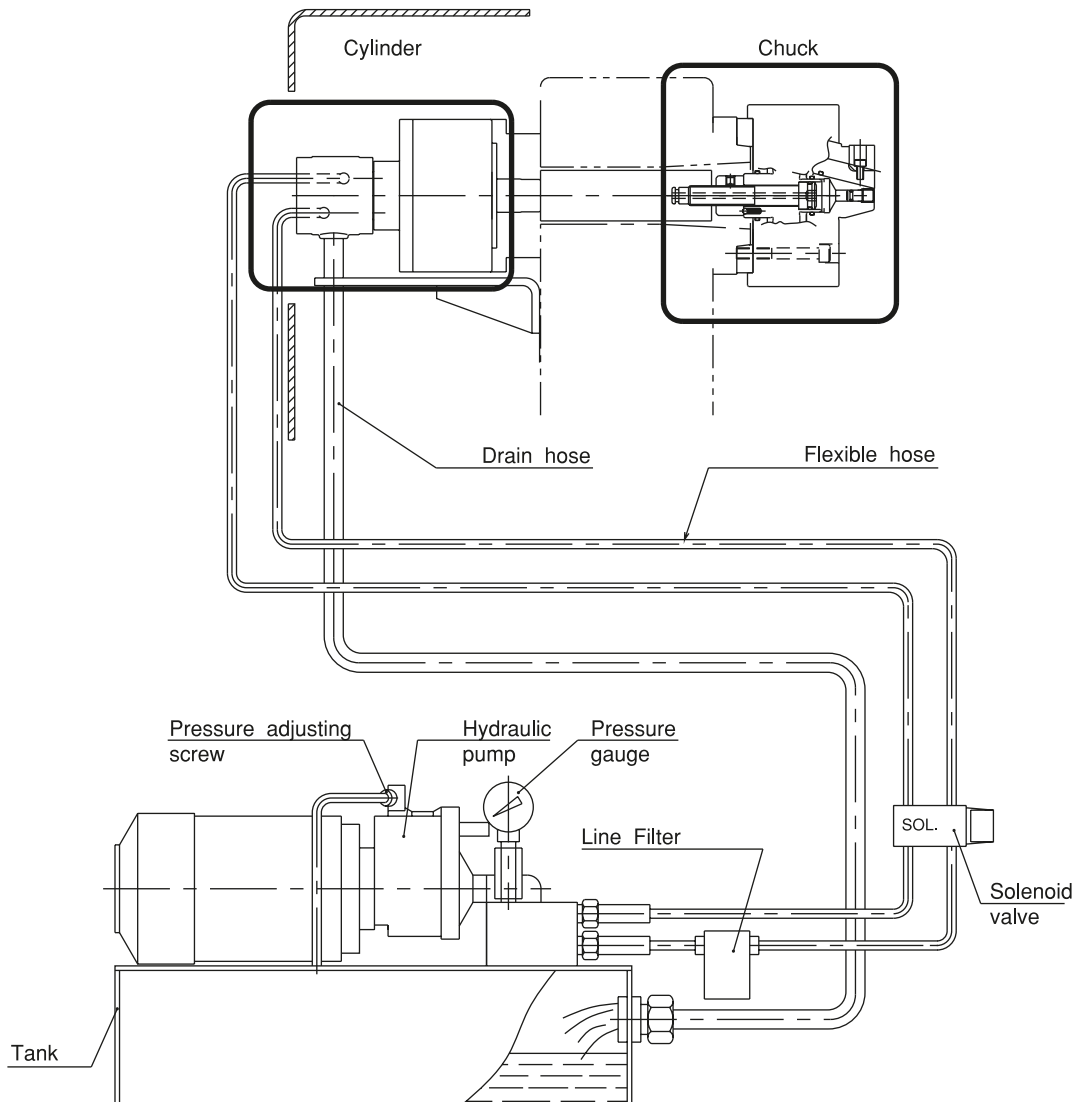 Cylinder
Chuck
Drain hose
Flexible hose
Pressure adjusting
screw
Hydraulic
pump
Pressure
gauge
Line Filter
SOL.
Solenoid
valve
Tank